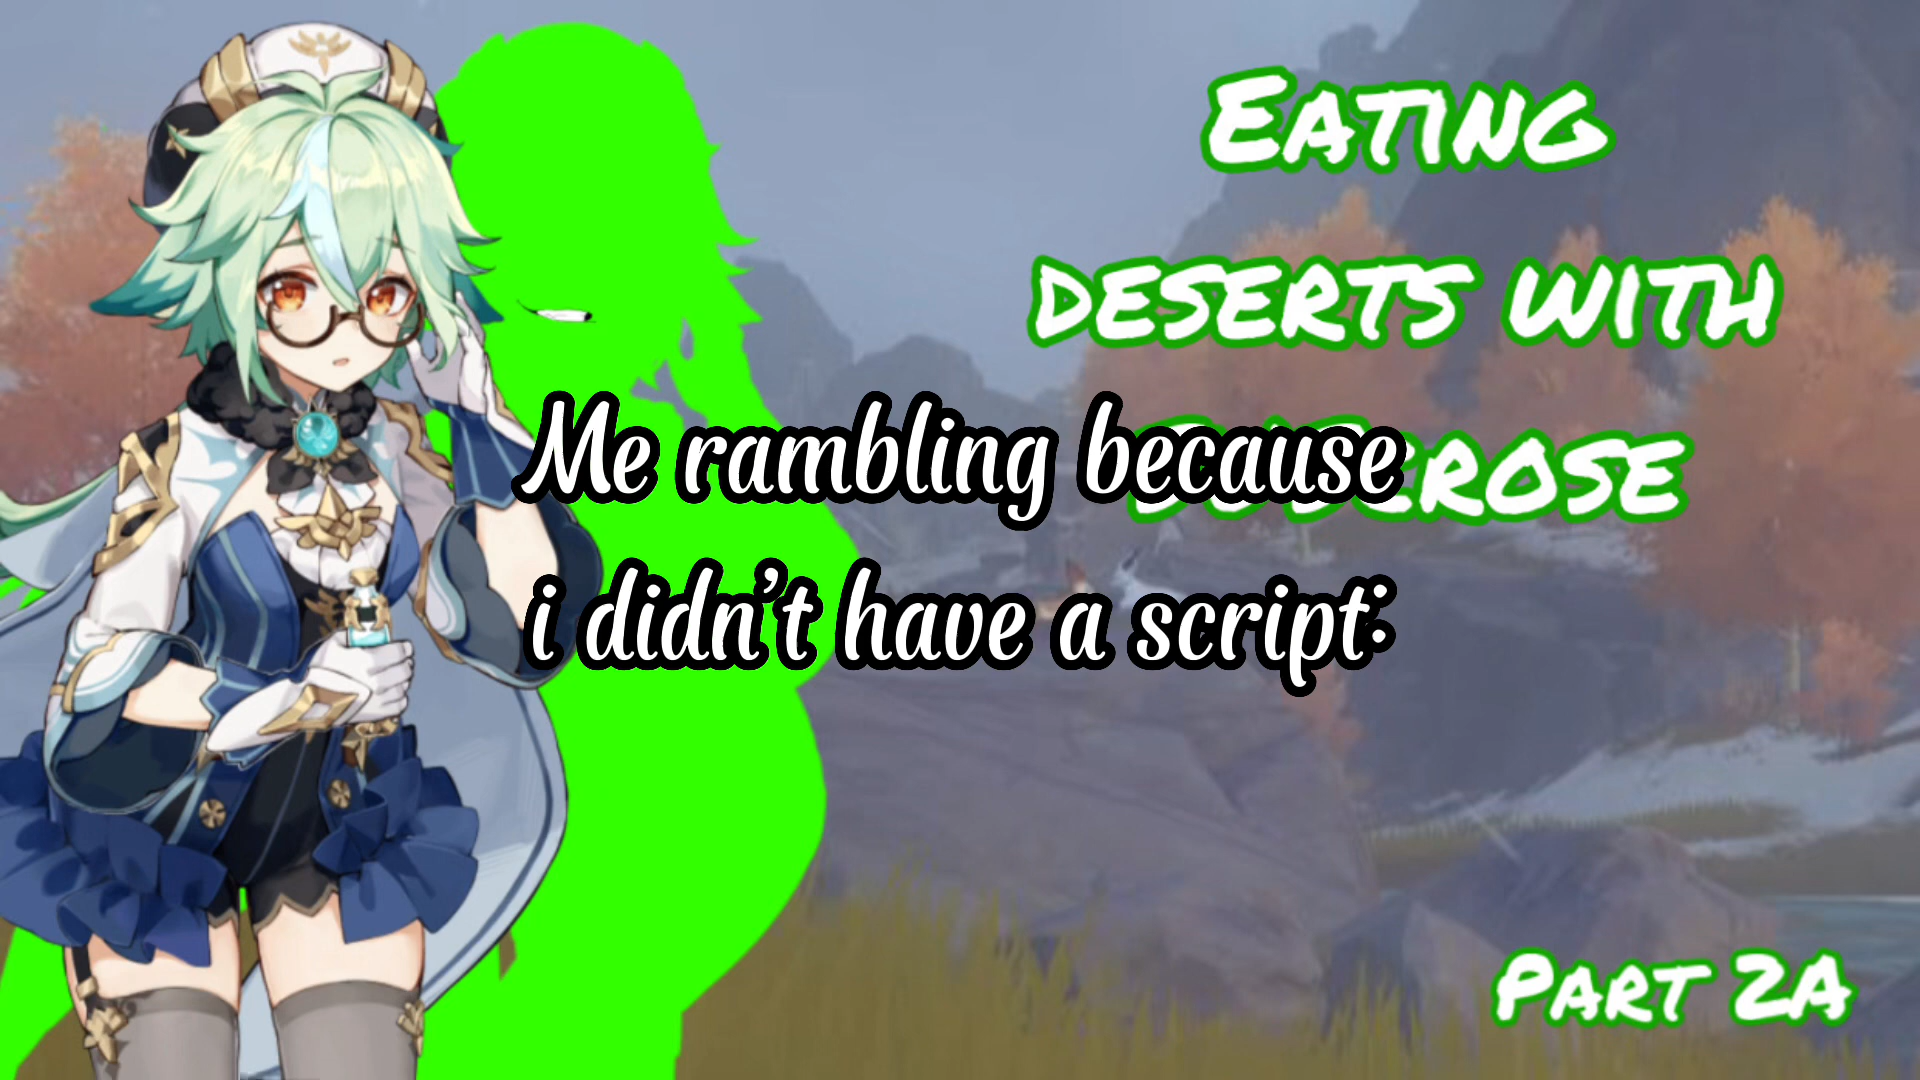 EATING
DESERTS WITH
ROSE
Me rambling because
i didn't have a script:
PART 2A